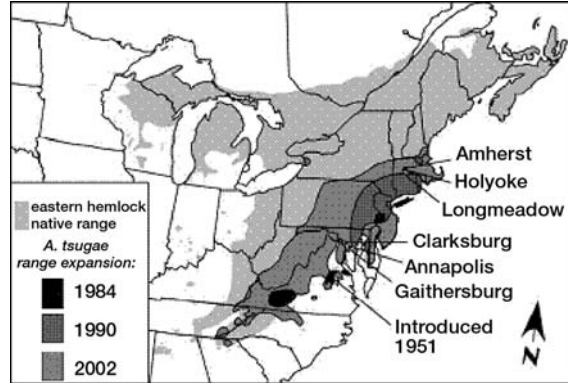 Amherst
Holyoke
Longmeadow
Clarksburg
Annapolis
Gaithersburg
Introduced
1951
eastern hemlock
native range
A. tsugae
range expansion:
1984
1990
2002
N